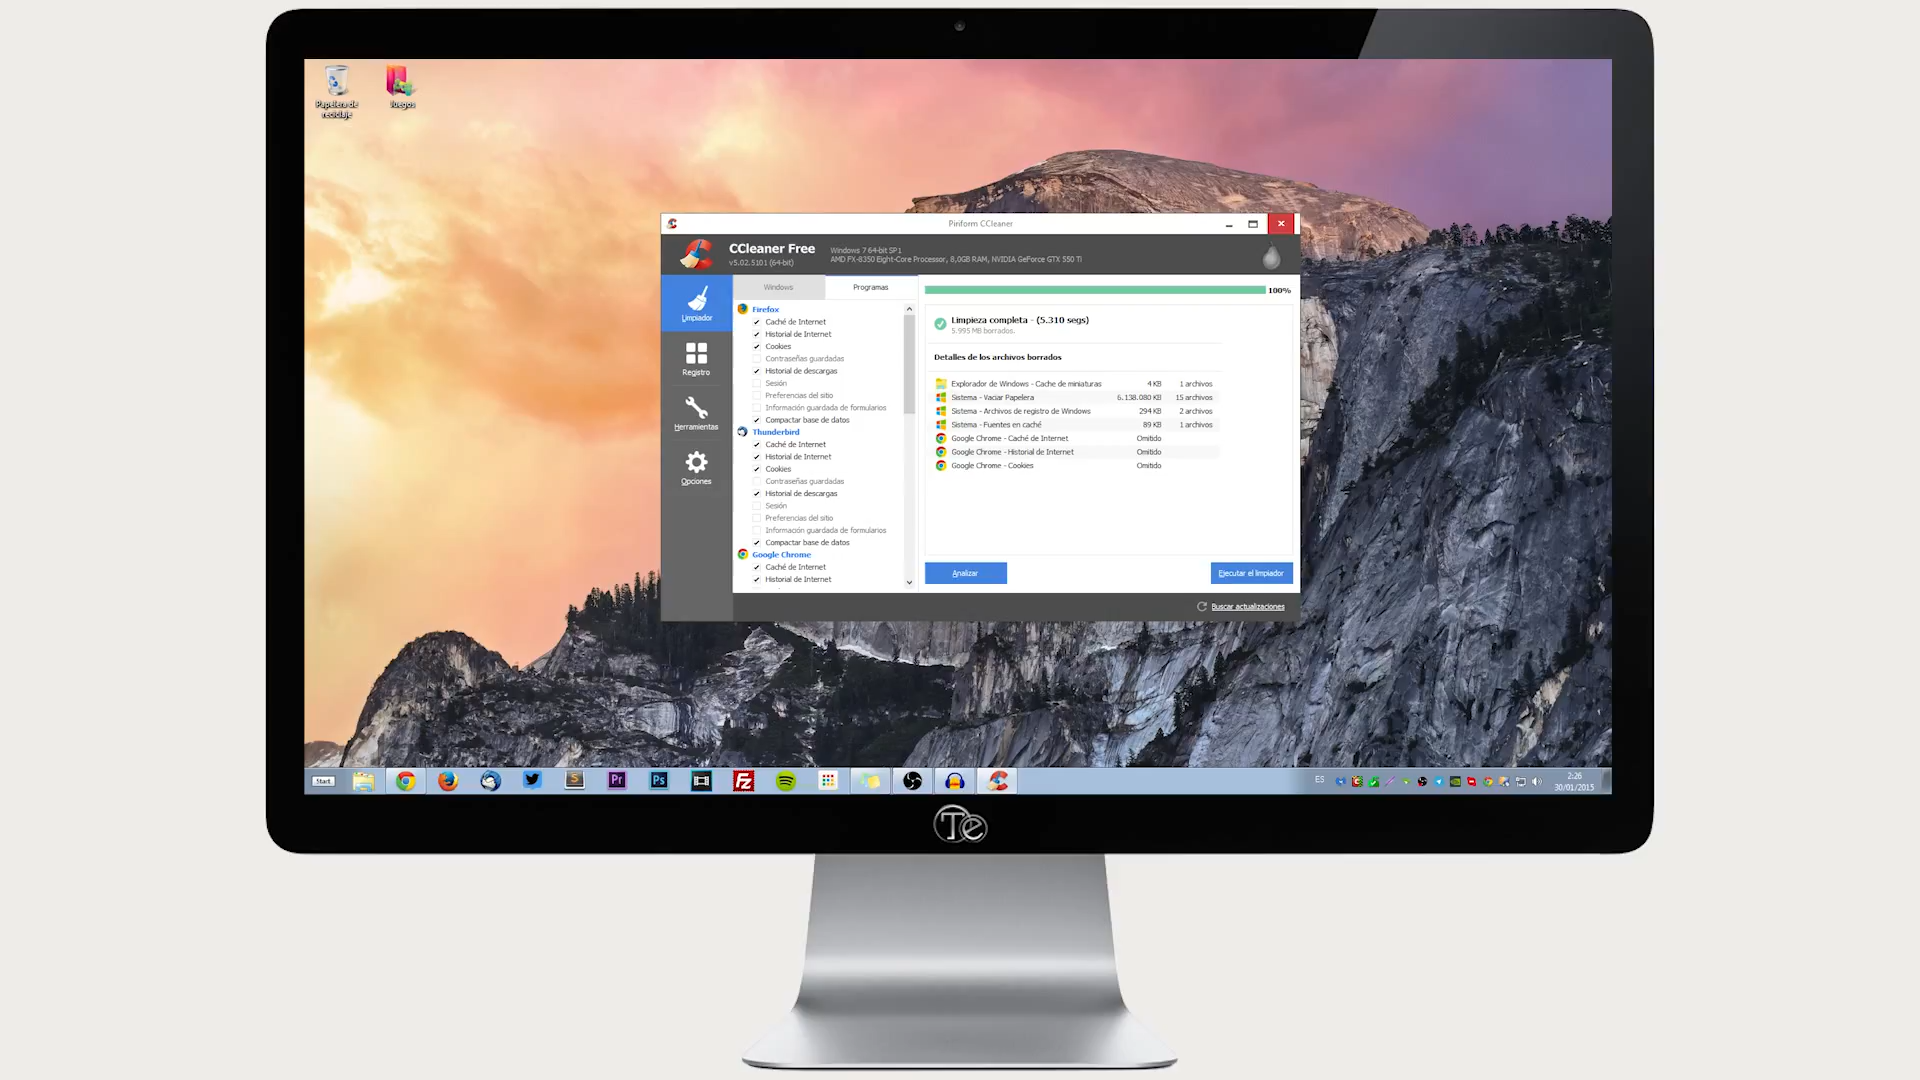 Papelera de
reciclaje
Juegos
Piriform CCleaner
CCleaner Free
v5.02.5101 (64-bit)
Windows 7 64-bit SP1
AMD FX-8350 Eight-Core Processor, 8,0GB RAM, NVIDIA GeForce GTX 550 Ti
Limpiador
Registro
Herramientas
Opciones
Windows
Programas
Firefox
Caché de Internet
Historial de Internet
Cookies
Contraseñas guardadas
Historial de descargas
Sesión
Preferencias del sitio
Información guardada de formularios
Compactar base de datos
Thunderbird
Caché de Internet
Historial de Internet
Cookies
Contraseñas guardadas
Historial de descargas
Sesión
Preferencias del sitio
Información guardada de formularios
Compactar base de datos
Google Chrome
Caché de Internet
Historial de Internet
100%
Limpieza completa - (5.310 segs)
5.995 MB borrados.
Detalles de los archivos borrados
Explorador de Windows - Cache de miniaturas 4 KB 1 archivos
Sistema - Vaciar Papelera 6.138.080 KB 15 archivos
Sistema - Archivos de registro de Windows 294 KB 2 archivos
Sistema - Fuentes en caché 89 KB 1 archivos
Google Chrome - Caché de Internet Omitido
Google Chrome - Historial de Internet Omitido
Google Chrome - Cookies Omitido
Analizar
Ejecutar el limpiador
Buscar actualizaciones
Start
S
Pr
Ps
Fz
ES
2:26
30/01/2015
Te